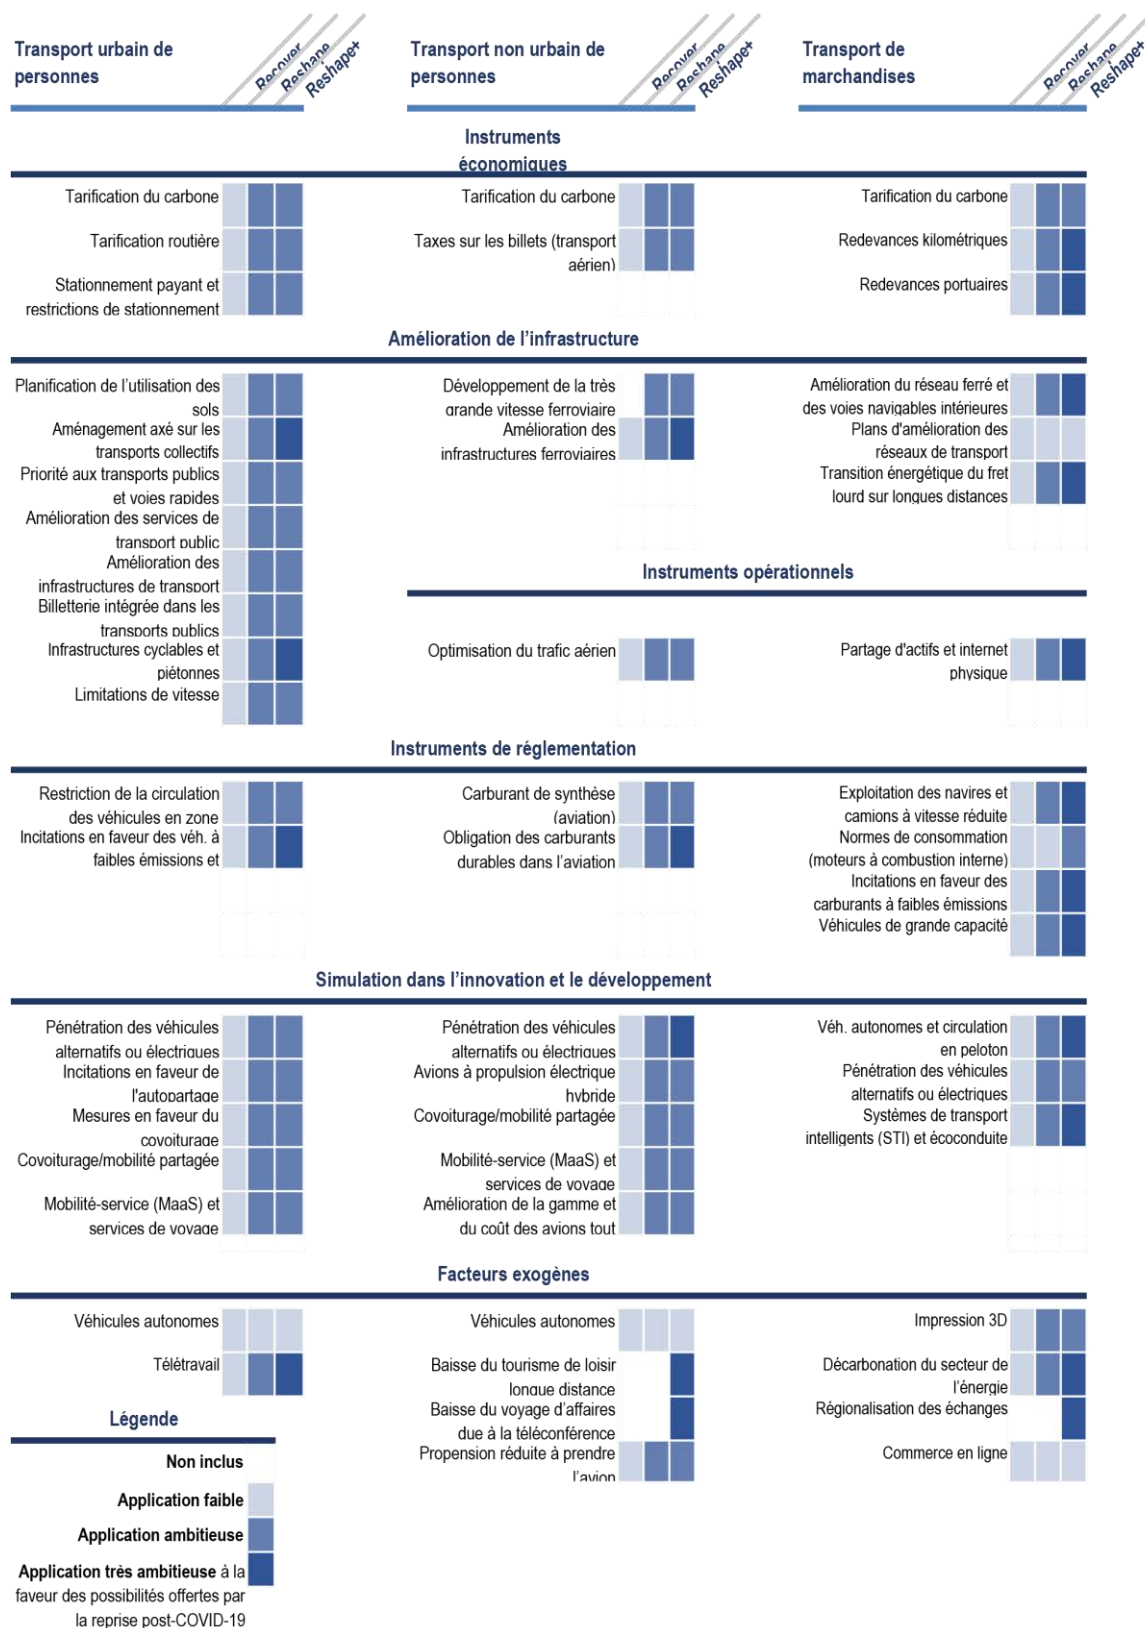 Transport urbain de
personnes
Recover
Reshape
Reshape+
Transport non urbain de
personnes
Recover
Reshape
Reshape+
Transport de
marchandises
Recover
Reshape
Reshape+
Instruments
économiques
Tarification du carbone
Tarification routière
Stationnement payant et
restrictions de stationnement
Tarification du carbone
Taxes sur les billets (transport
aérien)
Tarification du carbone
Redevances kilométriques
Redevances portuaires
Amélioration de l'infrastructure
Planification de l'utilisation des
sols
Aménagement axé sur les
transports collectifs
Priorité aux transports publics
et voies rapides
Amélioration des services de
transport public
Amélioration des
infrastructures de transport
Billetterie intégrée dans les
transports publics
Infrastructures cyclables et
piétonnes
Limitations de vitesse
Développement de la très
grande vitesse ferroviaire
Amélioration des
infrastructures ferroviaires
Amélioration du réseau ferré et
des voies navigables intérieures
Plans d'amélioration des
réseaux de transport
Transition énergétique du fret
lourd sur longues distances
Instruments opérationnels
Optimisation du trafic aérien
Partage d'actifs et internet
physique
Instruments de réglementation
Restriction de la circulation
des véhicules en zone
Incitations en faveur des véh. à
faibles émissions et
Carburant de synthèse
(aviation)
Obligation des carburants
durables dans l'aviation
Exploitation des navires et
camions à vitesse réduite
Normes de consommation
(moteurs à combustion interne)
Incitations en faveur des
carburants à faibles émissions
Véhicules de grande capacité
Simulation dans l'innovation et le développement
Pénétration des véhicules
alternatifs ou électriques
Incitations en faveur de
l'autopartage
Mesures en faveur du
covoiturage
Covoiturage/mobilité partagée
Mobilité-service (MaaS) et
services de voyage
Pénétration des véhicules
alternatifs ou électriques
Avions à propulsion électrique
hybride
Covoiturage/mobilité partagée
Mobilité-service (MaaS) et
services de voyage
Amélioration de la gamme et
du coût des avions tout
Véh. autonomes et circulation
en peloton
Pénétration des véhicules
alternatifs ou électriques
Systèmes de transport
intelligents (STI) et écoconduite
Facteurs exogènes
Véhicules autonomes
Télétravail
Véhicules autonomes
Baisse du tourisme de loisir
longue distance
Baisse du voyage d'affaires
due à la téléconférence
Propension réduite à prendre
l'avion
Impression 3D
Décarbonation du secteur de
l'énergie
Régionalisation des échanges
Commerce en ligne
Légende
Non inclus
Application faible
Application ambitieuse
Application très ambitieuse à la
faveur des possibilités offertes par
la reprise post-COVID-19